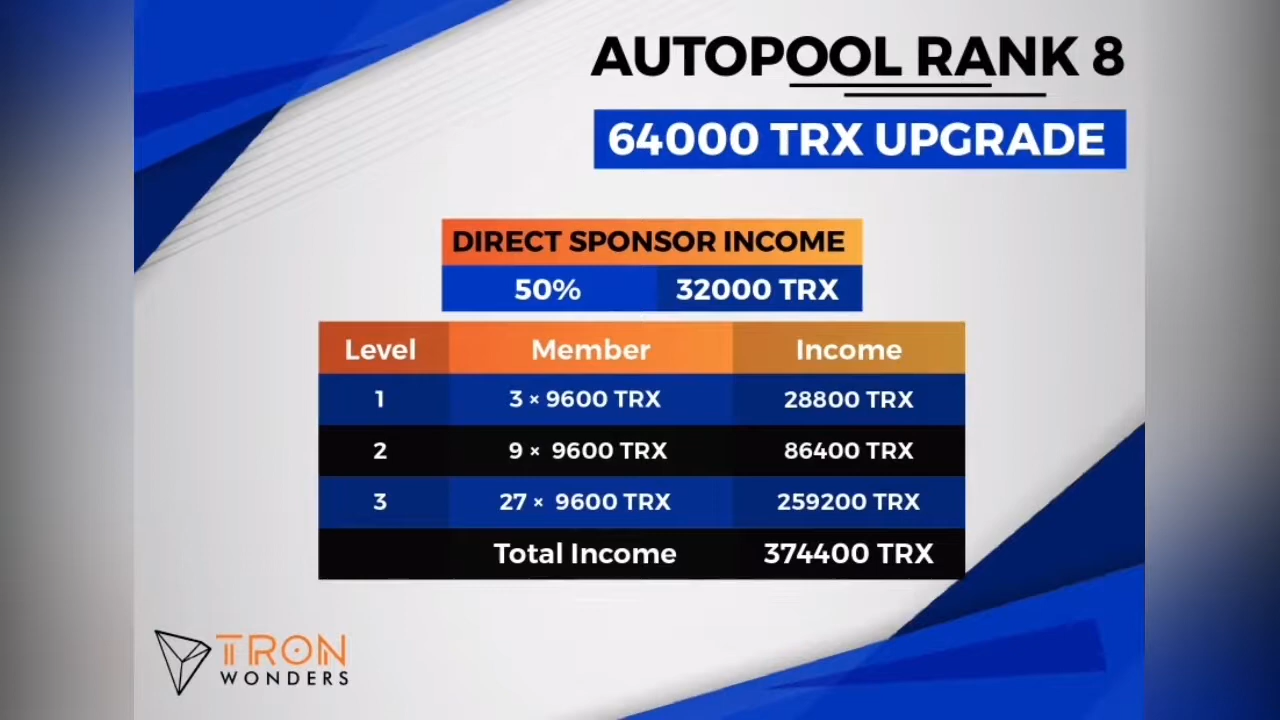 AUTOPOOL RANK 8
64000 TRX UPGRADE
DIRECT SPONSOR INCOME
50% 32000 TRX
Level Member Income
1 3 × 9600 TRX 28800 TRX
2 9 × 9600 TRX 86400 TRX
3 27 × 9600 TRX 259200 TRX
Total Income 374400 TRX
TRON
WONDERS